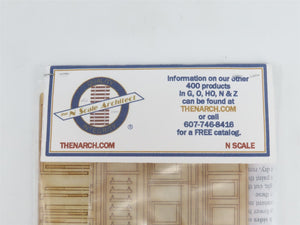 Information on our other
400 products
in G, O, HO, N & Z
can be found at
THENARCH.COM
or call
607-746-8416
for a FREE catalog.
The N Scale Architect
®
THENARCH.COM
N SCALE